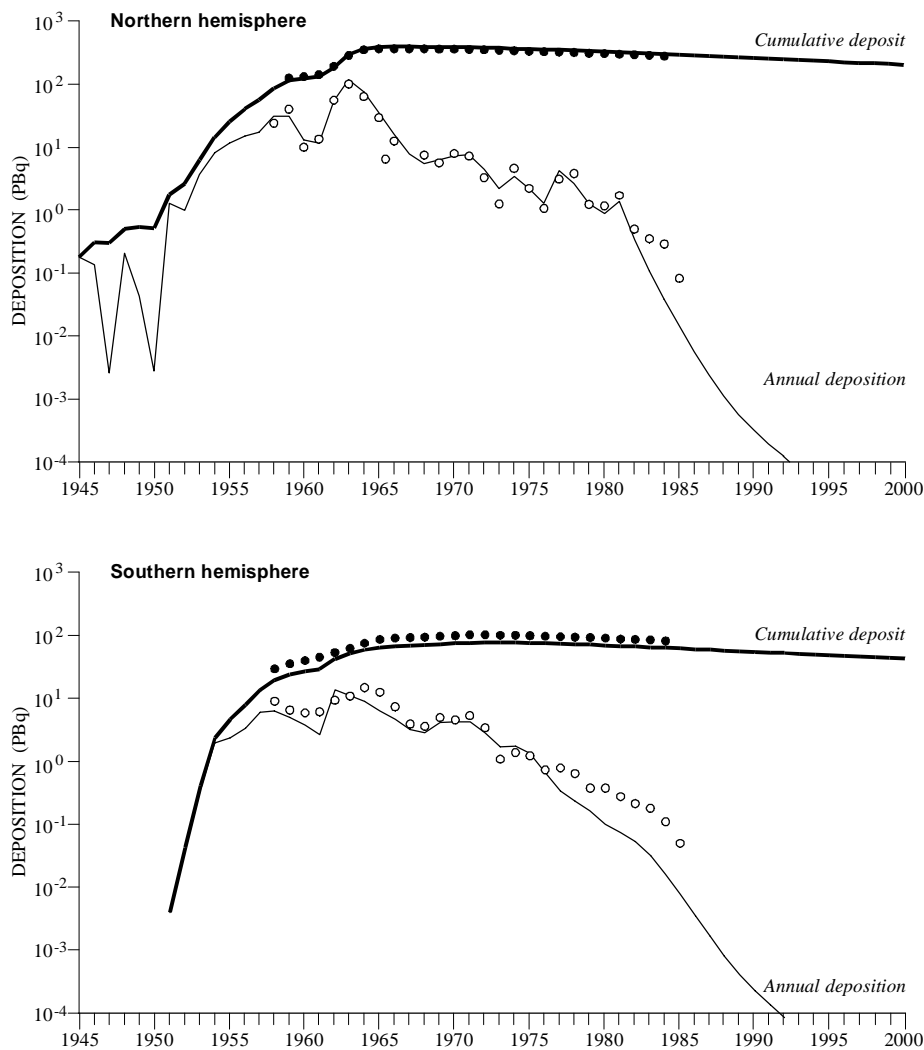 Northern hemisphere
Cumulative deposit
Annual deposition
DEPOSITION (PBq)
10³
10²
10¹
10⁰
10⁻¹
10⁻²
10⁻³
10⁻⁴
1945 1950 1955 1960 1965 1970 1975 1980 1985 1990 1995 2000
Southern hemisphere
Cumulative deposit
Annual deposition
DEPOSITION (PBq)
10³
10²
10¹
10⁰
10⁻¹
10⁻²
10⁻³
10⁻⁴
1945 1950 1955 1960 1965 1970 1975 1980 1985 1990 1995 2000